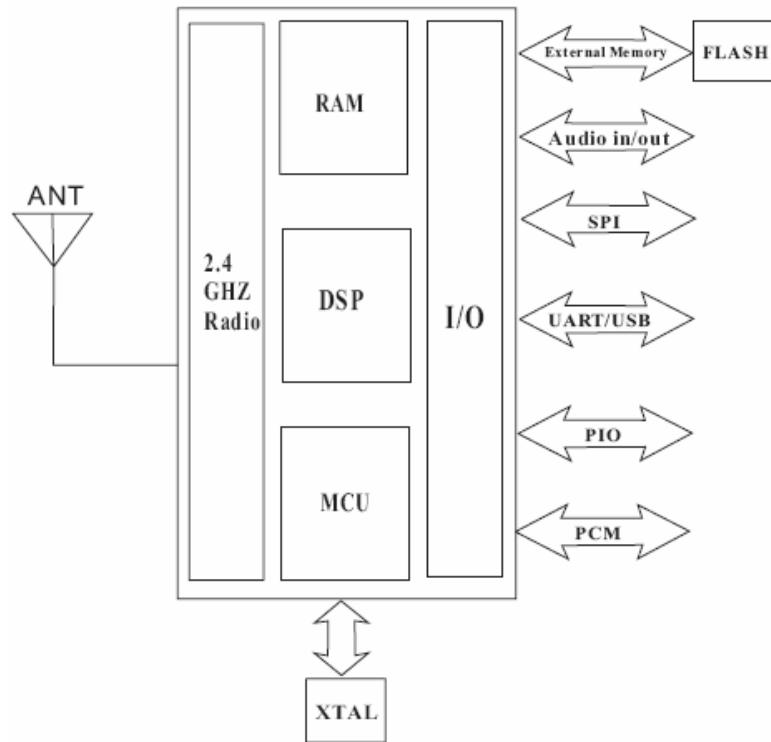 RAM
External Memory
FLASH
Audio in/out
ANT
SPI
2.4
GHZ
Radio
DSP
I/O
UART/USB
PIO
MCU
PCM
XTAL